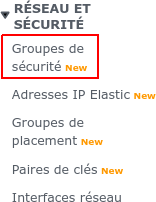 RÉSEAU ET
SÉCURITÉ
Groupes de
sécurité New
Adresses IP Elastic New
Groupes de
placement New
Paires de clés New
Interfaces réseau